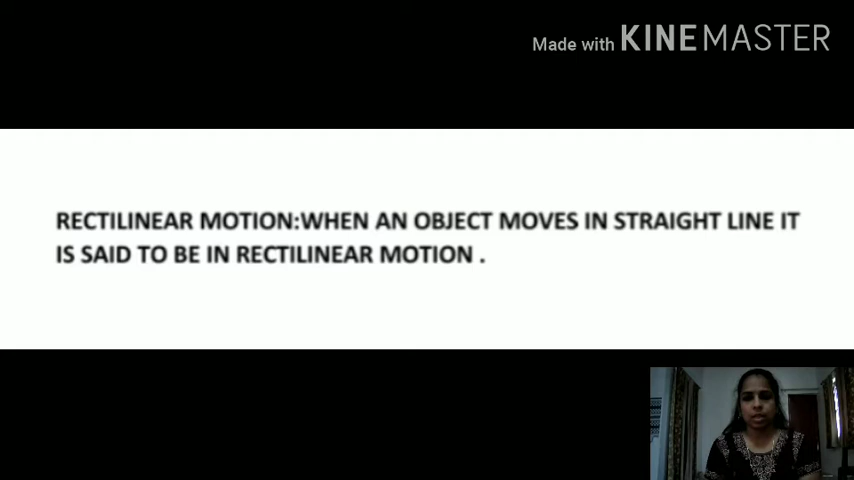 Made with KINEMASTER
RECTILINEAR MOTION:WHEN AN OBJECT MOVES IN STRAIGHT LINE IT
IS SAID TO BE IN RECTILINEAR MOTION .